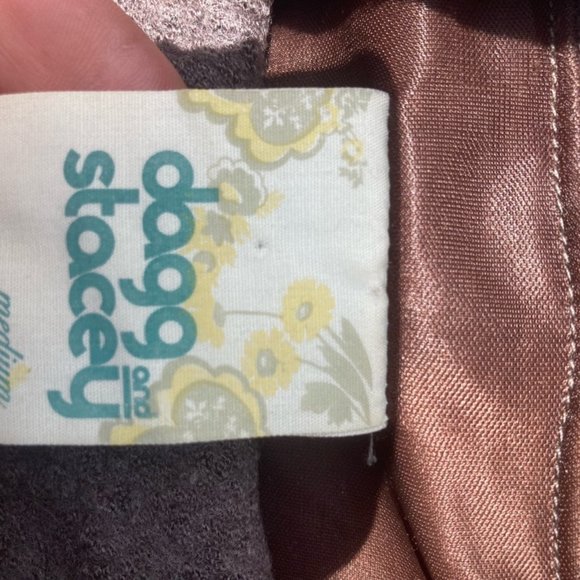 dagg
and
stacey
medium